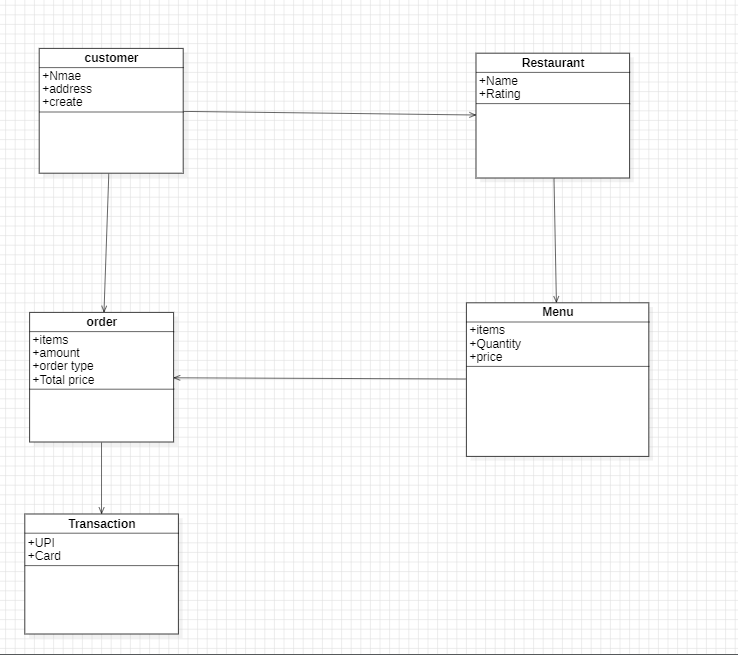 customer
+Nmae
+address
+create
Restaurant
+Name
+Rating
order
+items
+amount
+order type
+Total price
Menu
+items
+Quantity
+price
Transaction
+UPI
+Card